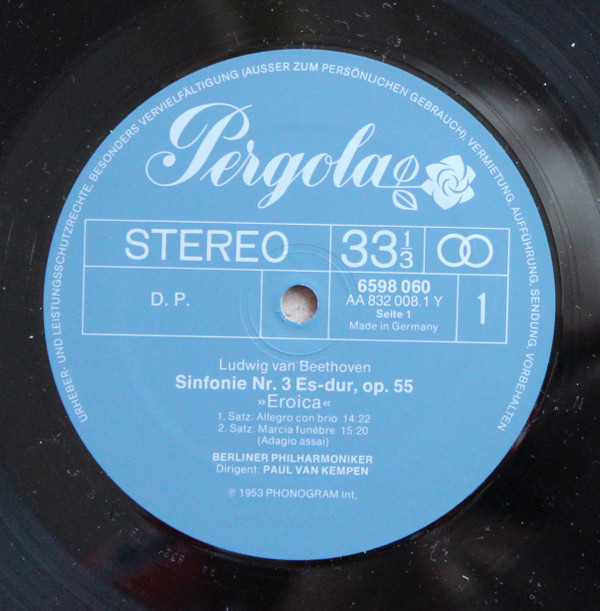 URHEBER- UND LEISTUNGSSCHUTZRECHTE, BESONDERS VERVIELFÄLTIGUNG (AUSSER ZUM PERSÖNLICHEN GEBRAUCH), VERMIETUNG, AUFFÜHRUNG, SENDUNG, VORBEHALTEN
Pergola
STEREO
33 1/3
D. P.
6598 060
AA 832 008.1 Y
Seite 1
Made in Germany
1
Ludwig van Beethoven
Sinfonie Nr. 3 Es-dur, op. 55
»Eroica«
1. Satz: Allegro con brio 14:22
2. Satz: Marcia funèbre 15:20
(Adagio assai)
BERLINER PHILHARMONIKER
Dirigent: PAUL VAN KEMPEN
℗ 1953 PHONOGRAM Int.